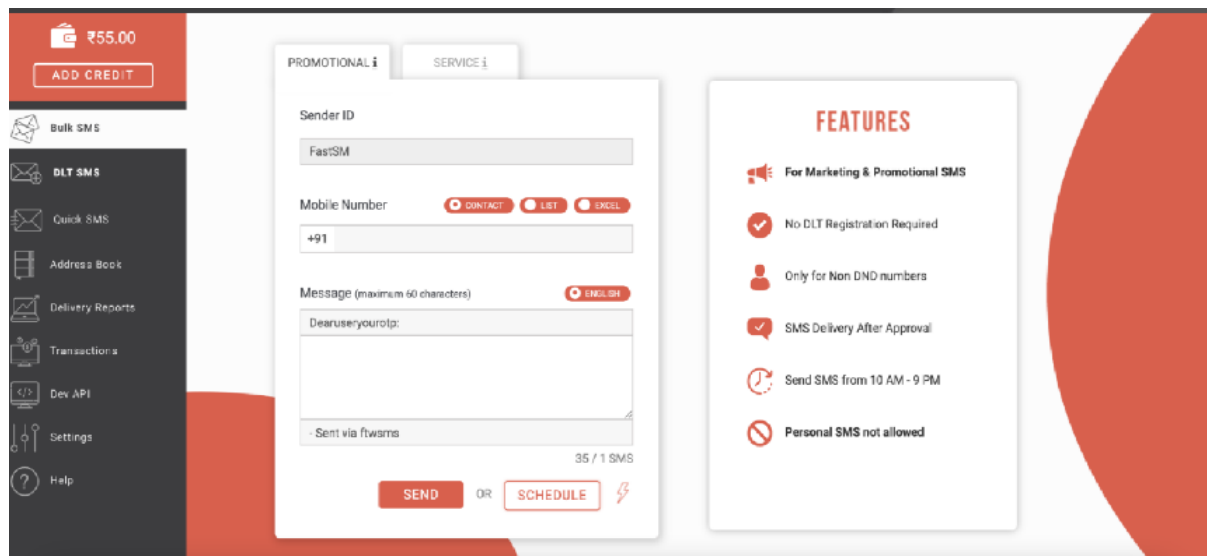 ₹55.00
ADD CREDIT
Bulk SMS
DLT SMS
Quick SMS
Address Book
Delivery Reports
Transactions
Dev API
Settings
Help
PROMOTIONAL i
SERVICE i
Sender ID
FastSM
Mobile Number CONTACT LIST EXCEL
+91
Message (maximum 60 characters) ENGLISH
Dearuseryourotp:
- Sent via ftwsms
35 / 1 SMS
SEND OR SCHEDULE
FEATURES
For Marketing & Promotional SMS
No DLT Registration Required
Only for Non DND numbers
SMS Delivery After Approval
Send SMS from 10 AM - 9 PM
Personal SMS not allowed